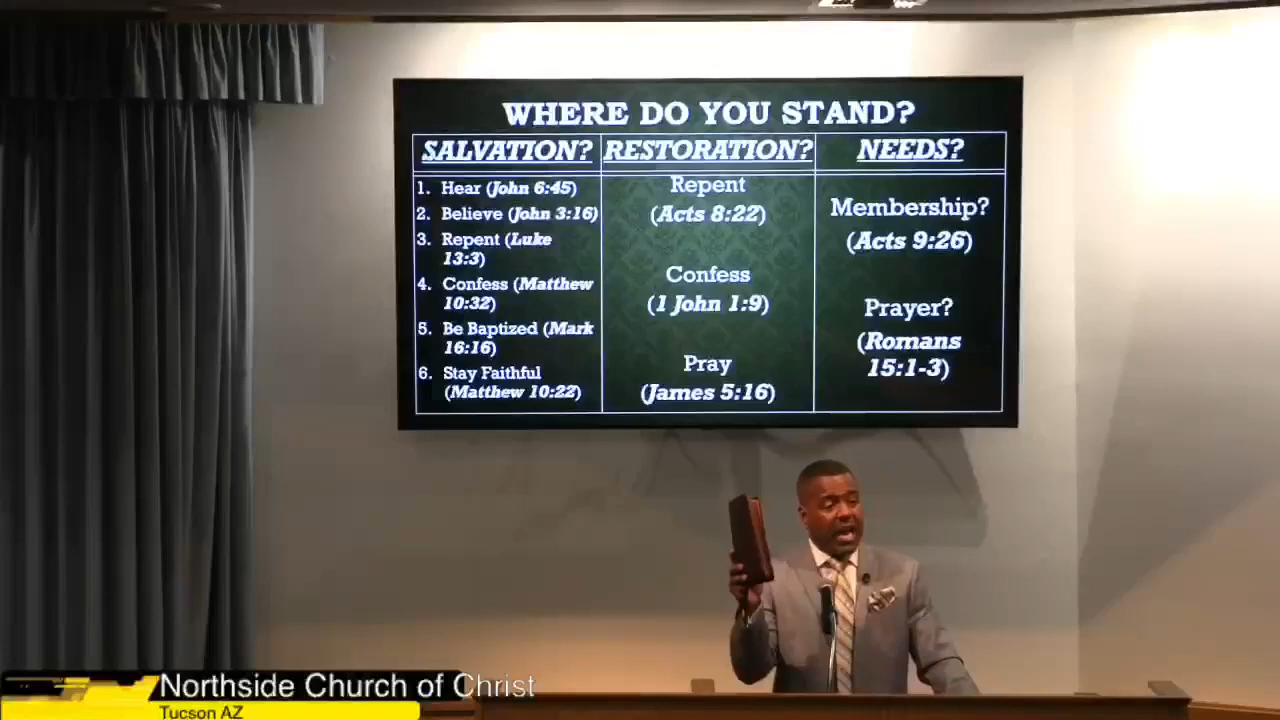 WHERE DO YOU STAND?
SALVATION?
1. Hear (John 6:45)
2. Believe (John 3:16)
3. Repent (Luke
13:3)
4. Confess (Matthew
10:32)
5. Be Baptized (Mark
16:16)
6. Stay Faithful
(Matthew 10:22)
RESTORATION?
Repent
(Acts 8:22)
Confess
(1 John 1:9)
Pray
(James 5:16)
NEEDS?
Membership?
(Acts 9:26)
Prayer?
(Romans
15:1-3)
Northside Church of Christ
Tucson AZ